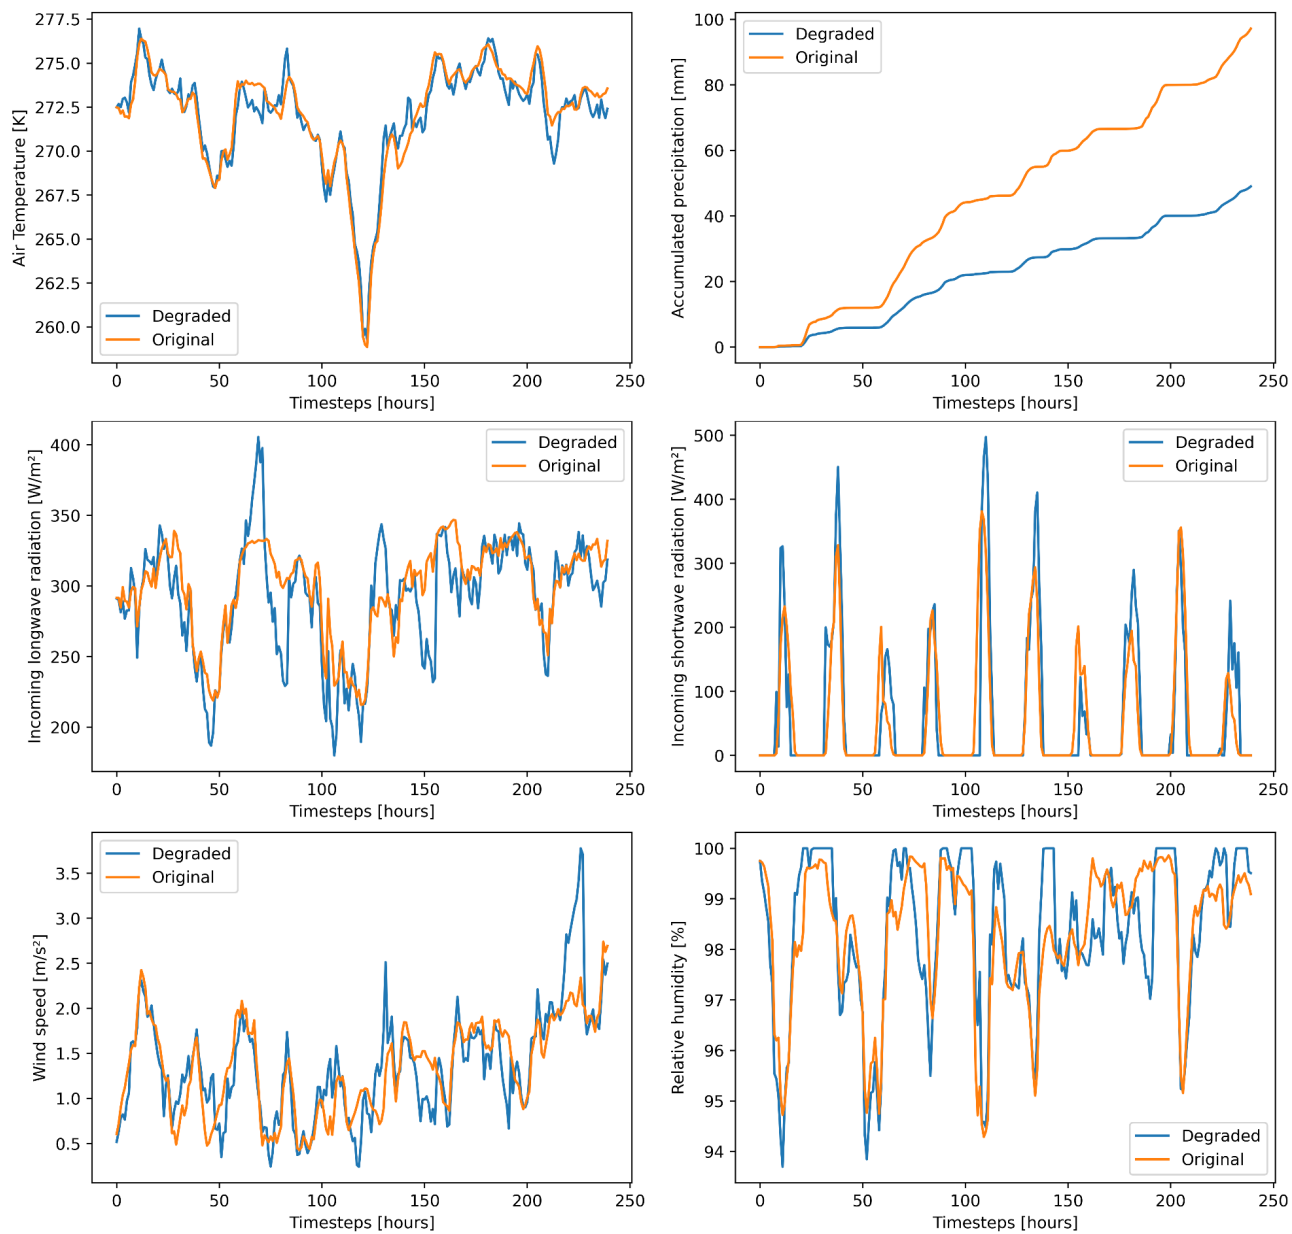 277.5
275.0
272.5
270.0
267.5
265.0
262.5
260.0
Air Temperature [K]
Degraded
Original
0 50 100 150 200 250
Timesteps [hours]
100
80
60
40
20
0
Accumulated precipitation [mm]
Degraded
Original
0 50 100 150 200 250
Timesteps [hours]
400
350
300
250
200
Incoming longwave radiation [W/m²]
Degraded
Original
0 50 100 150 200 250
Timesteps [hours]
500
400
300
200
100
0
Incoming shortwave radiation [W/m²]
Degraded
Original
0 50 100 150 200 250
Timesteps [hours]
3.5
3.0
2.5
2.0
1.5
1.0
0.5
Wind speed [m/s²]
Degraded
Original
0 50 100 150 200 250
Timesteps [hours]
100
99
98
97
96
95
94
Relative humidity [%]
Degraded
Original
0 50 100 150 200 250
Timesteps [hours]